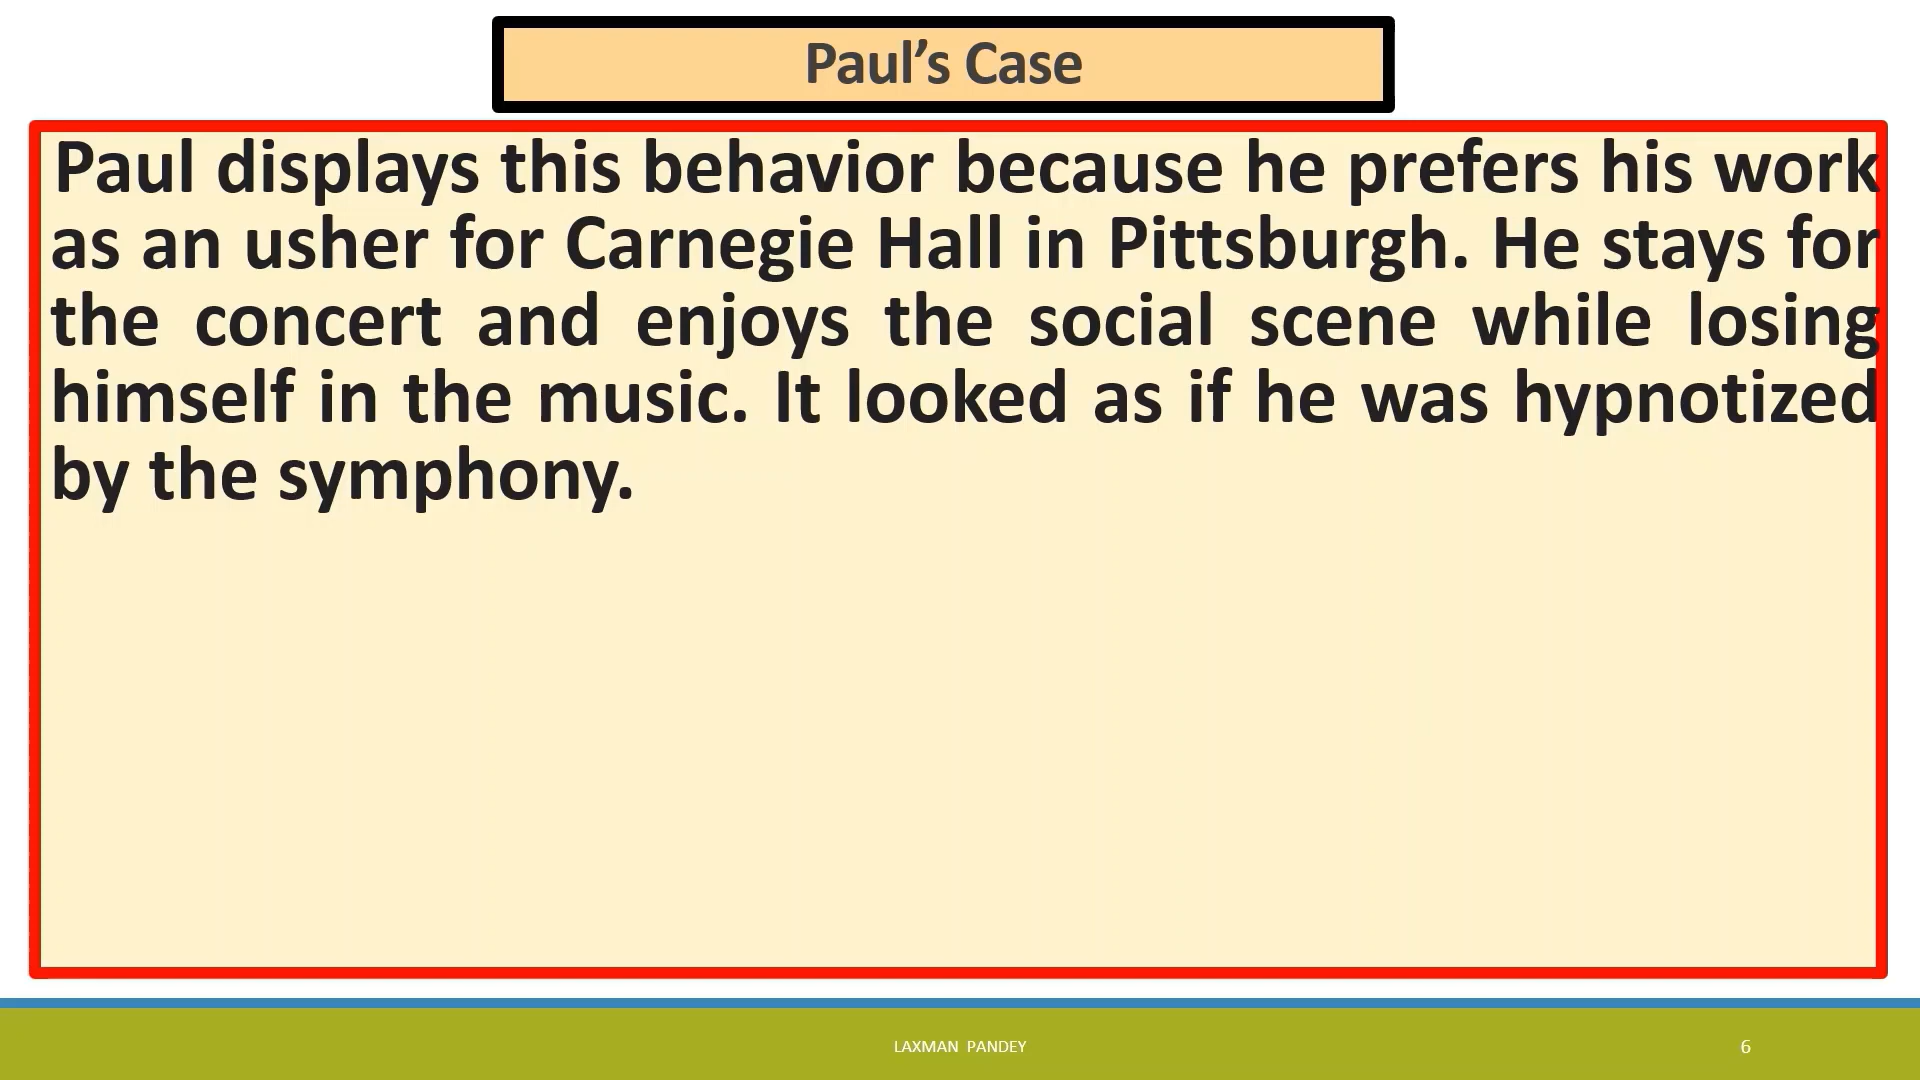 Paul’s Case
Paul displays this behavior because he prefers his work
as an usher for Carnegie Hall in Pittsburgh. He stays for
the concert and enjoys the social scene while losing
himself in the music. It looked as if he was hypnotized
by the symphony.
LAXMAN PANDEY
6